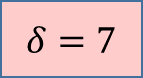 δ = 7